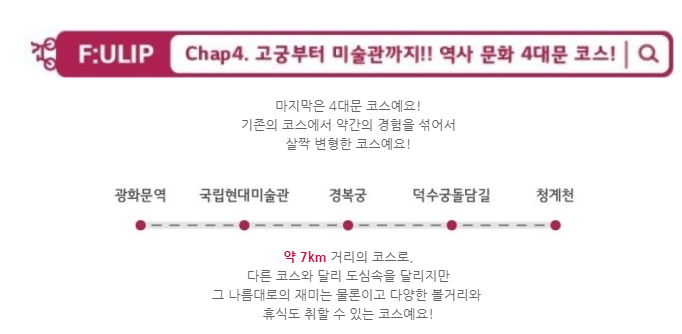 F:ULIP Chap4. 고궁부터 미술관까지!! 역사 문화 4대문 코스!
마지막은 4대문 코스예요!
기존의 코스에서 약간의 경험을 섞어서
살짝 변형한 코스예요!
광화문역 국립현대미술관 경복궁 덕수궁돌담길 청계천
약 7km 거리의 코스로,
다른 코스와 달리 도심속을 달리지만
그 나름대로의 재미는 물론이고 다양한 볼거리와
휴식도 취할 수 있는 코스예요!